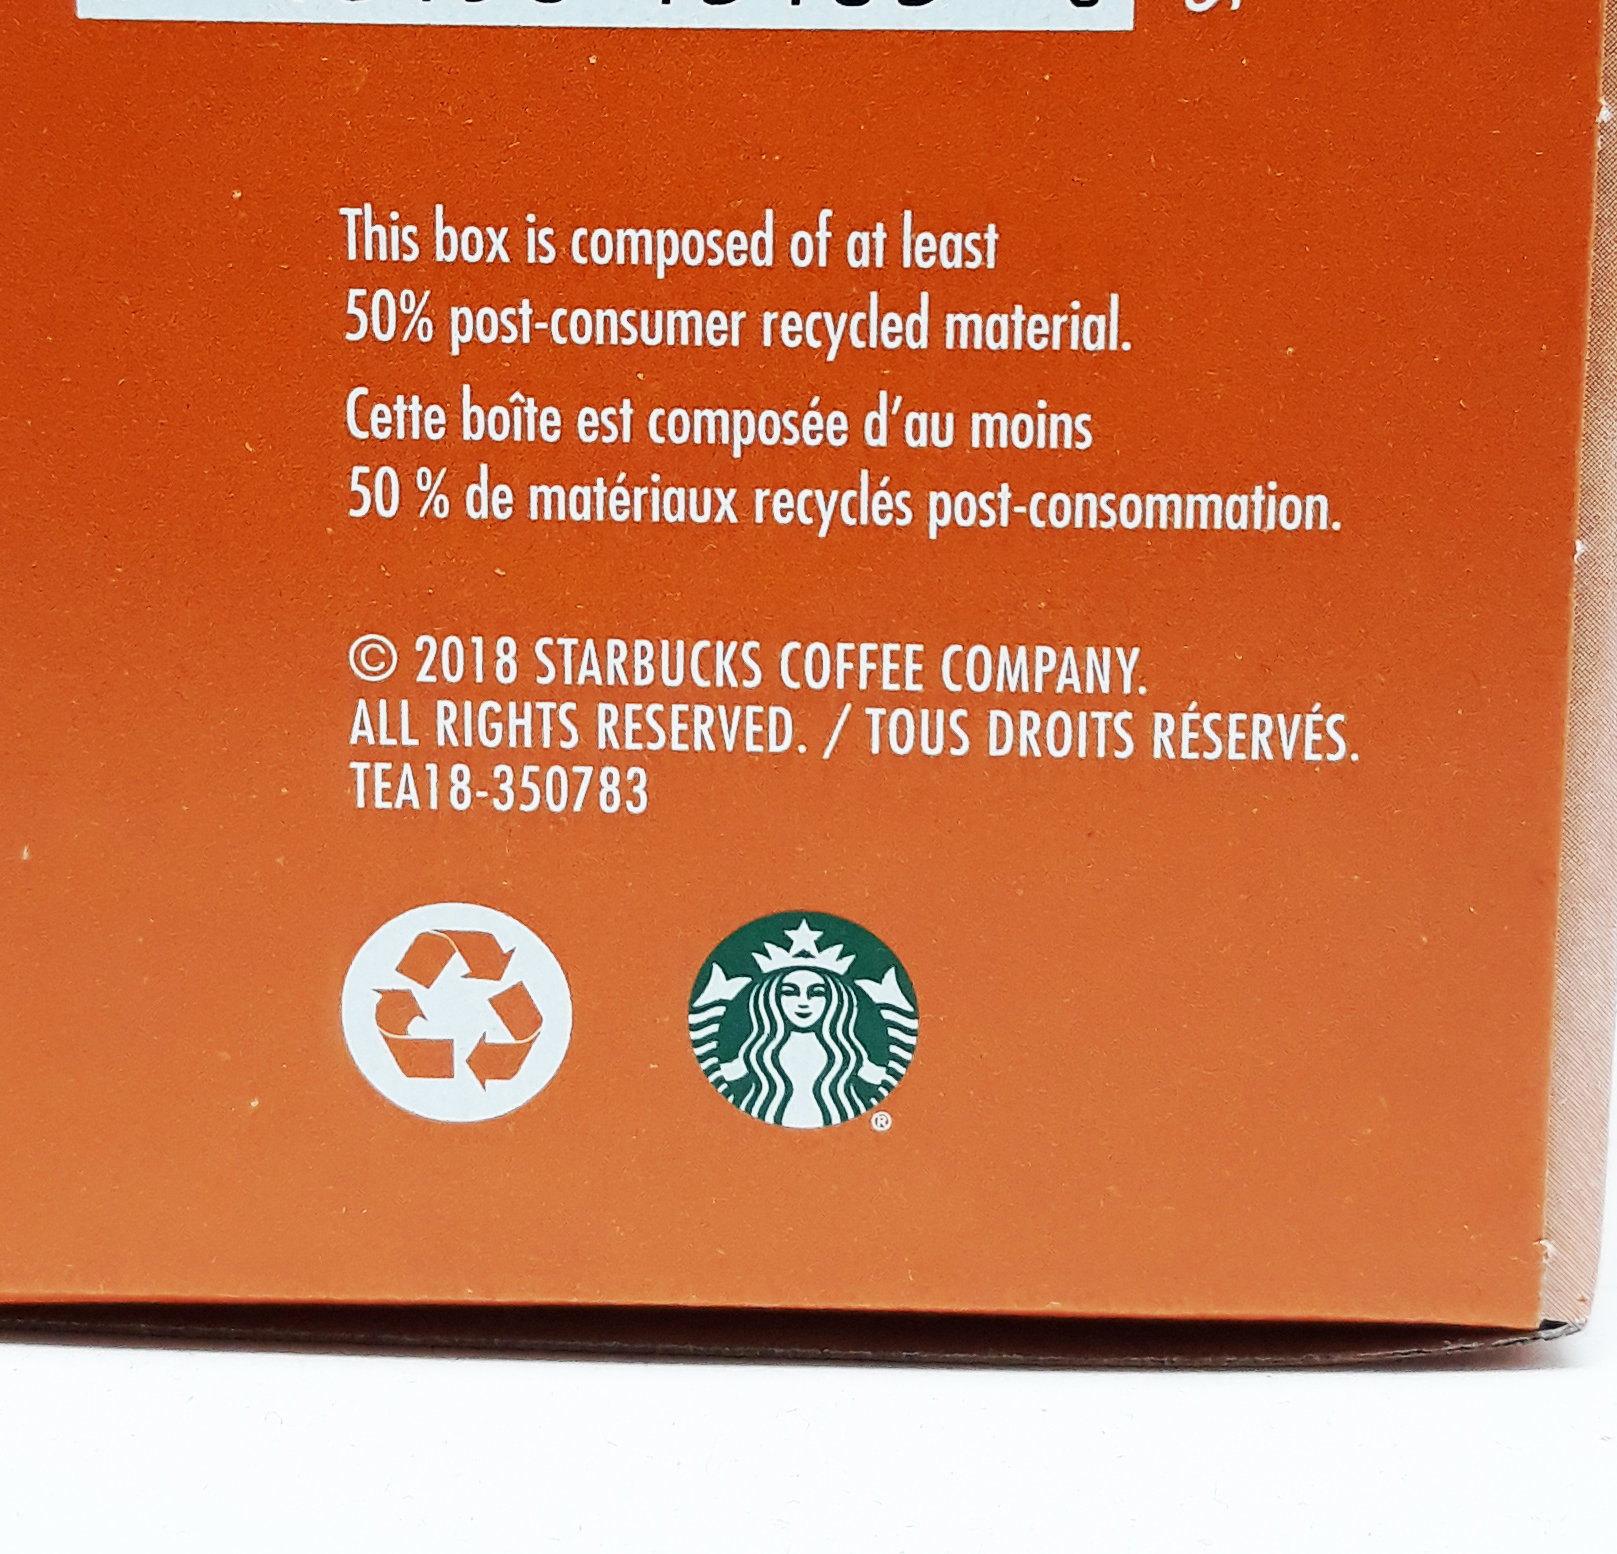 This box is composed of at least
50% post-consumer recycled material.
Cette boîte est composée d'au moins
50 % de matériaux recyclés post-consommation.
© 2018 STARBUCKS COFFEE COMPANY.
ALL RIGHTS RESERVED. / TOUS DROITS RÉSERVÉS.
TEA18-350783
®